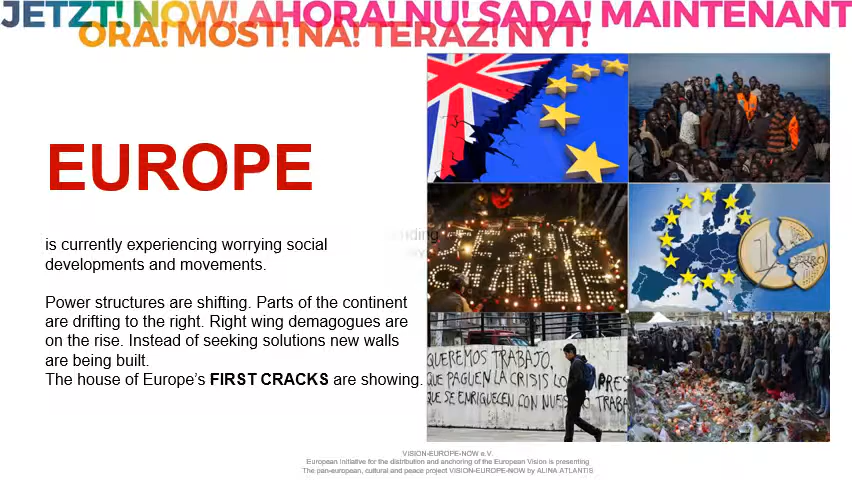 JETZT! NOW! AHORA! NU! SADA! MAINTENANT
ORA! MOST! NA! TERAZ! NYT!
EUROPE
is currently experiencing worrying social
developments and movements.
Power structures are shifting. Parts of the continent
are drifting to the right. Right wing demagogues are
on the rise. Instead of seeking solutions new walls
are being built.
The house of Europe's FIRST CRACKS are showing.
JE SUIS
CHARLIE
1
EURO
QUEREMOS TRABAJO,
QUE PAGUEN LA CRISIS LO
PRES
QUE SE ENRIQUECEN CON NUES
TRABA
VISION-EUROPE-NOW e.V.
European Initiative for the distribution and anchoring of the European Vision is presenting
The pan-european, cultural and peace project VISION-EUROPE-NOW by ALINA ATLANTIS